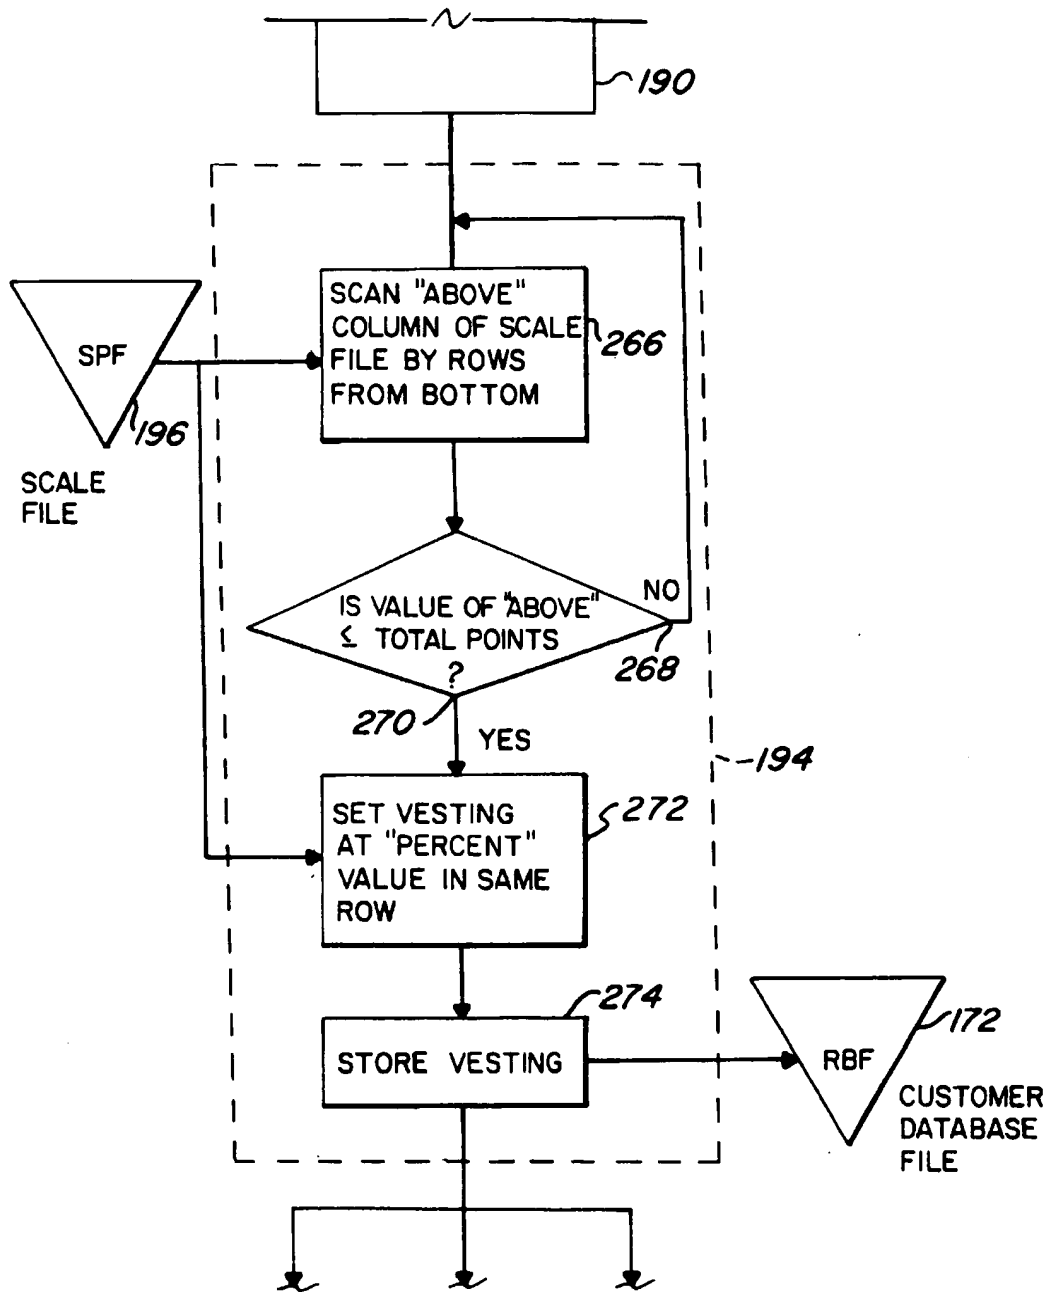 190
SCAN "ABOVE"
COLUMN OF SCALE
FILE BY ROWS
FROM BOTTOM
266
SPF
196
SCALE
FILE
IS VALUE OF "ABOVE"
≤ TOTAL POINTS
?
NO
268
270
YES
194
SET VESTING
AT "PERCENT"
VALUE IN SAME
ROW
272
274
STORE VESTING
RBF
172
CUSTOMER
DATABASE
FILE